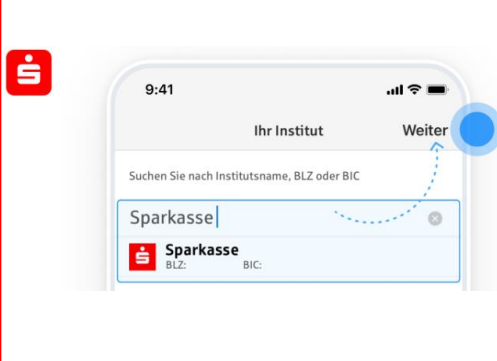 9:41
Ihr Institut Weiter
Suchen Sie nach Institutsname, BLZ oder BIC
Sparkasse
Sparkasse
BLZ: BIC: